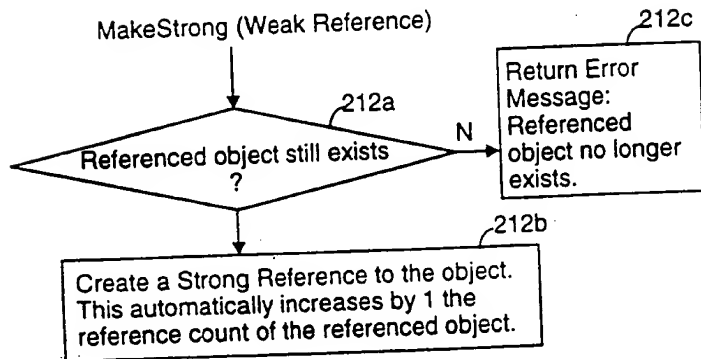 MakeStrong (Weak Reference)
212c
Return Error
Message:
Referenced
object no longer
exists.
212a
N
Referenced object still exists
?
212b
Create a Strong Reference to the object.
This automatically increases by 1 the
reference count of the referenced object.